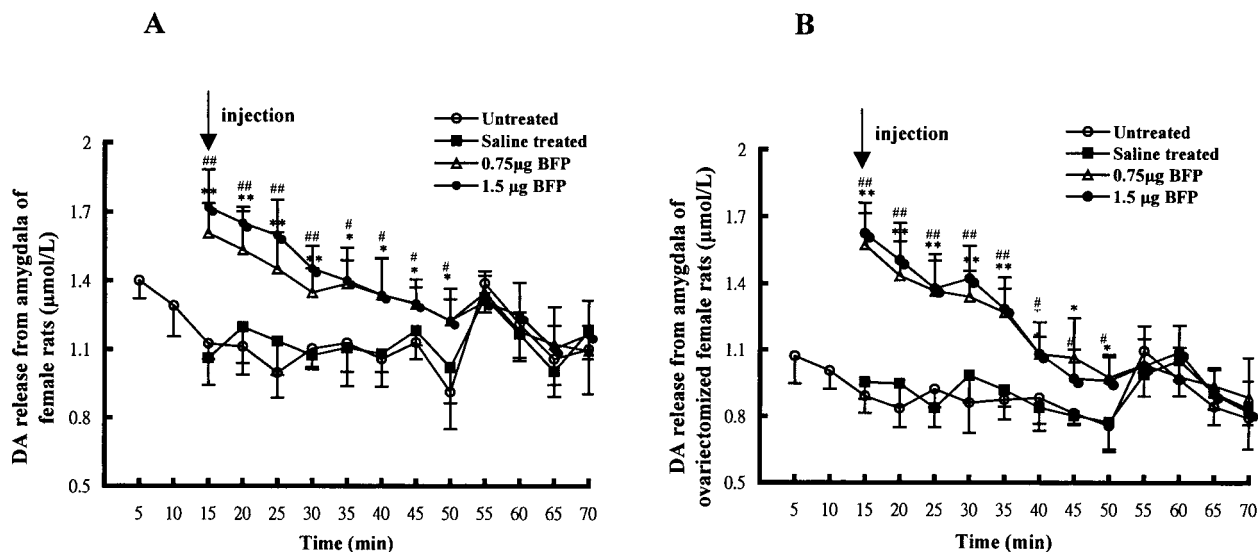 A
injection
Untreated
Saline treated
0.75µg BFP
1.5 µg BFP
DA release from amygdala of
female rats (µmol/L)
2
1.7
1.4
1.1
0.8
0.5
## ## ## ## # # # #
** ** ** ** * * * *
5 10 15 20 25 30 35 40 45 50 55 60 65 70
Time (min)
B
injection
Untreated
Saline treated
0.75µg BFP
1.5 µg BFP
DA release from amygdala of
ovariectomized female rats (µmol/L)
2
1.7
1.4
1.1
0.8
0.5
## ## ## ## ## # * #
** ** ** ** ** * # *
5 10 15 20 25 30 35 40 45 50 55 60 65 70
Time (min)